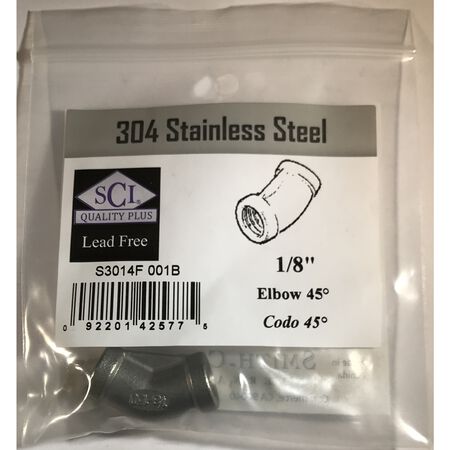 304 Stainless Steel
SCI
QUALITY PLUS
Lead Free
S3014F 001B
0 92201 42577 5
1/8"
Elbow 45°
Codo 45°